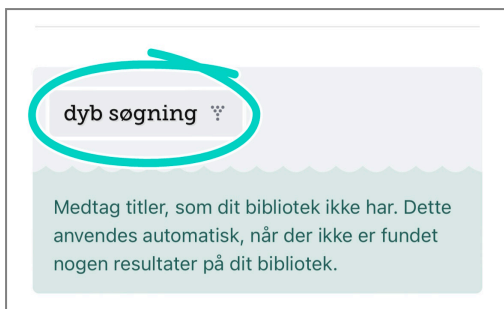 dyb søgning
Medtag titler, som dit bibliotek ikke har. Dette
anvendes automatisk, når der ikke er fundet
nogen resultater på dit bibliotek.